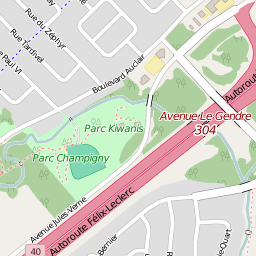 Rue du Zéphyr
Rue Tardivel
Paul VI
Boulevard Auclair
Avenue Le Gendre
304
Parc Kiwanis
Parc Champigny
Autoroute
Avenue Jules-Verne
Autoroute Félix-Leclerc
40
Bernier